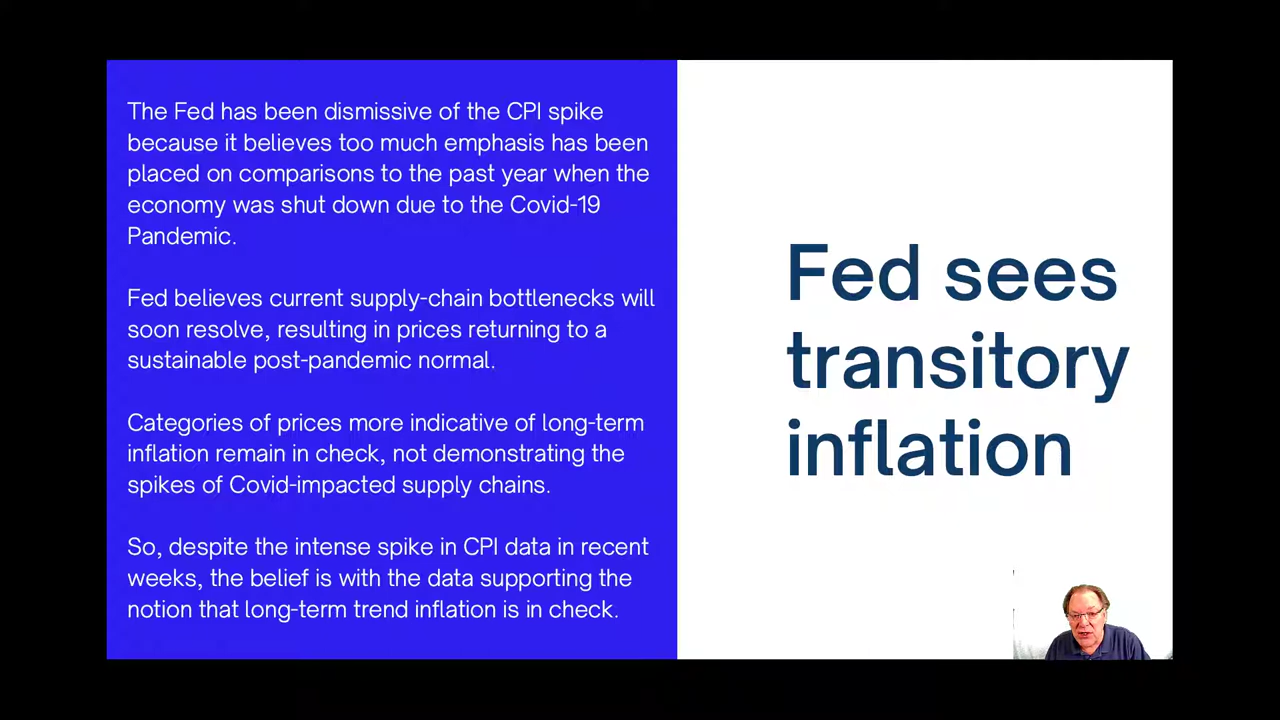 The Fed has been dismissive of the CPI spike
because it believes too much emphasis has been
placed on comparisons to the past year when the
economy was shut down due to the Covid-19
Pandemic.
Fed believes current supply-chain bottlenecks will
soon resolve, resulting in prices returning to a
sustainable post-pandemic normal.
Categories of prices more indicative of long-term
inflation remain in check, not demonstrating the
spikes of Covid-impacted supply chains.
So, despite the intense spike in CPI data in recent
weeks, the belief is with the data supporting the
notion that long-term trend inflation is in check.
Fed sees
transitory
inflation